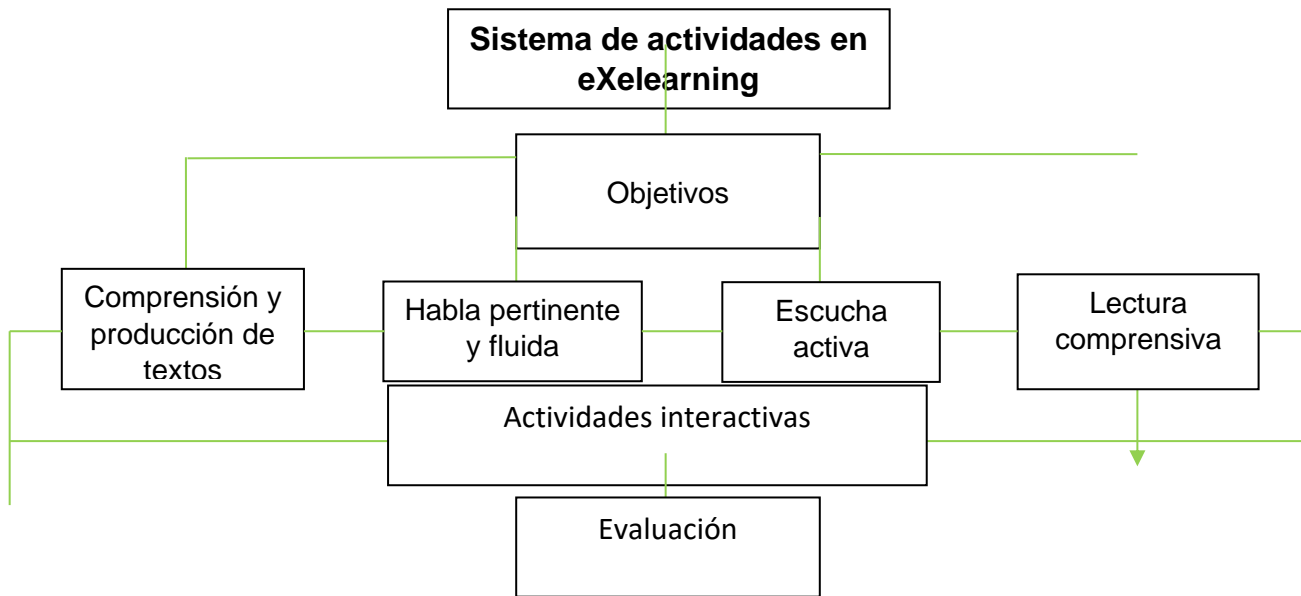 Sistema de actividades en
eXelearning
Objetivos
Comprensión y
producción de
textos
Habla pertinente
y fluida
Escucha
activa
Lectura
comprensiva
Actividades interactivas
Evaluación